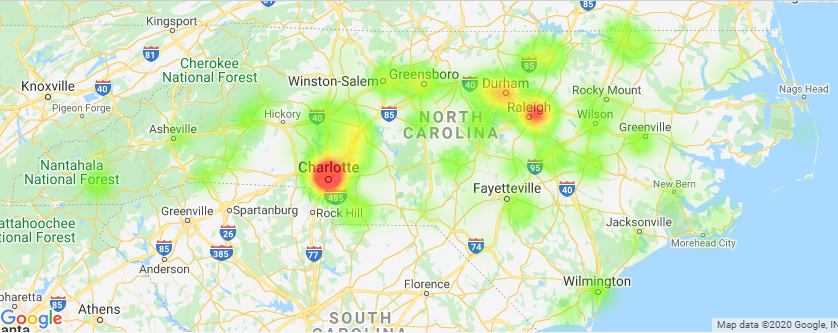 Kingsport
81
85
Cherokee
National Forest
Winston-Salem
Greensboro
40
Durham
Knoxville
40
Pigeon Forge
Rocky Mount
Nags Head
Hickory
40
85
NORTH
CAROLINA
Raleigh
Wilson
Asheville
Greenville
Nantahala
National Forest
Charlotte
95
485
Fayetteville
40
New Bern
Greenville
Spartanburg
Rock Hill
Jacksonville
attahoochee
National Forest
26
85
385
77
74
Morehead City
Anderson
Florence
Wilmington
pharetta
85
Athens
Google
anta
SOUTH
CAROLINA
Map data ©2020 Google,